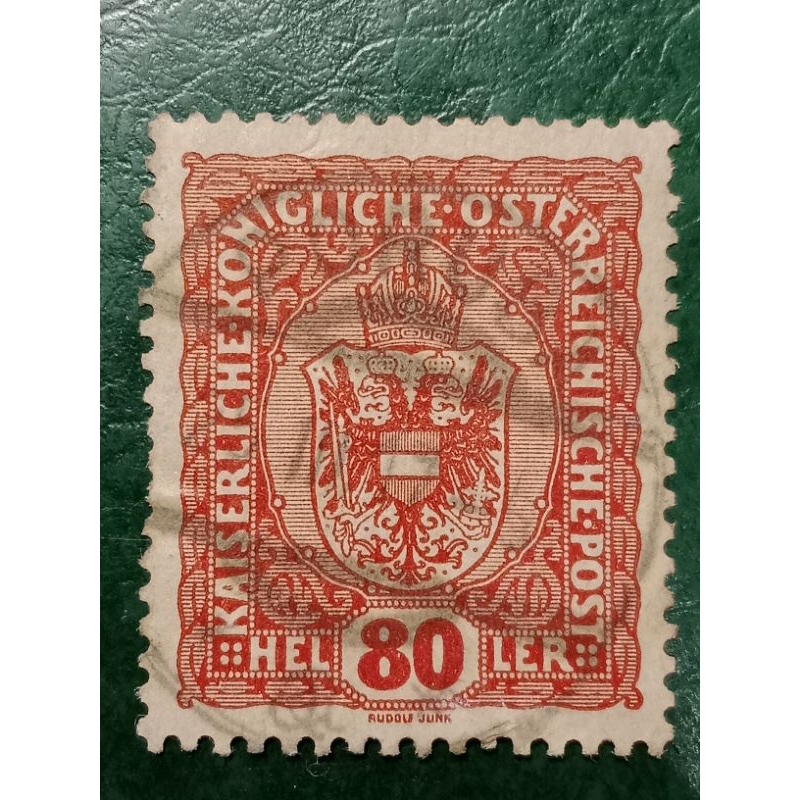 KAISERLICHE·KÖNIGLICHE·ÖSTERREICHISCHE·POST
HEL 80 LER
RUDOLF JUNK